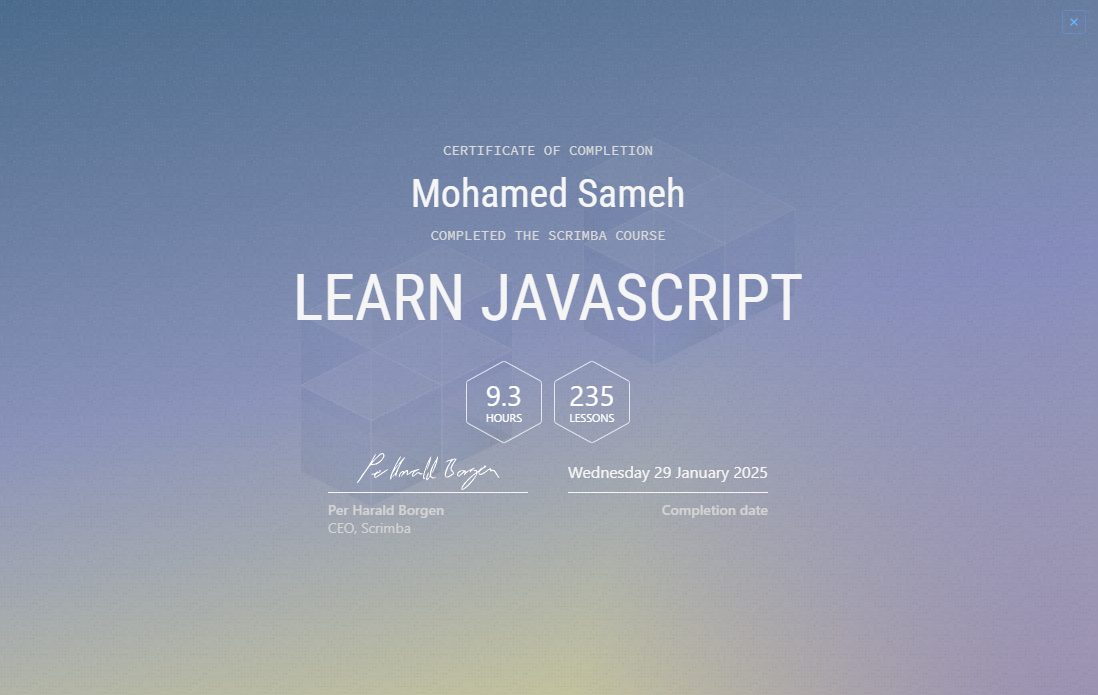 CERTIFICATE OF COMPLETION
Mohamed Sameh
COMPLETED THE SCRIMBA COURSE
LEARN JAVASCRIPT
9.3
HOURS
235
LESSONS
Per Harald Borgen
Wednesday 29 January 2025
Per Harald Borgen
CEO, Scrimba
Completion date